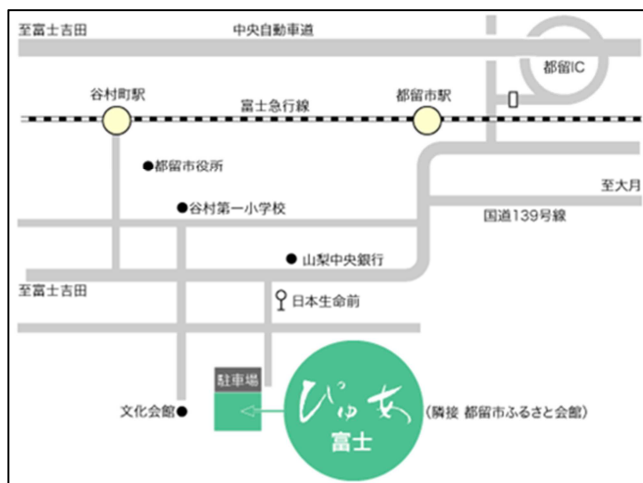 至富士吉田
中央自動車道
都留IC
谷村町駅
富士急行線
都留市駅
都留市役所
至大月
谷村第一小学校
国道139号線
山梨中央銀行
至富士吉田
日本生命前
駐車場
ぴゅあ
富士
文化会館
(隣接 都留市ふるさと会館)